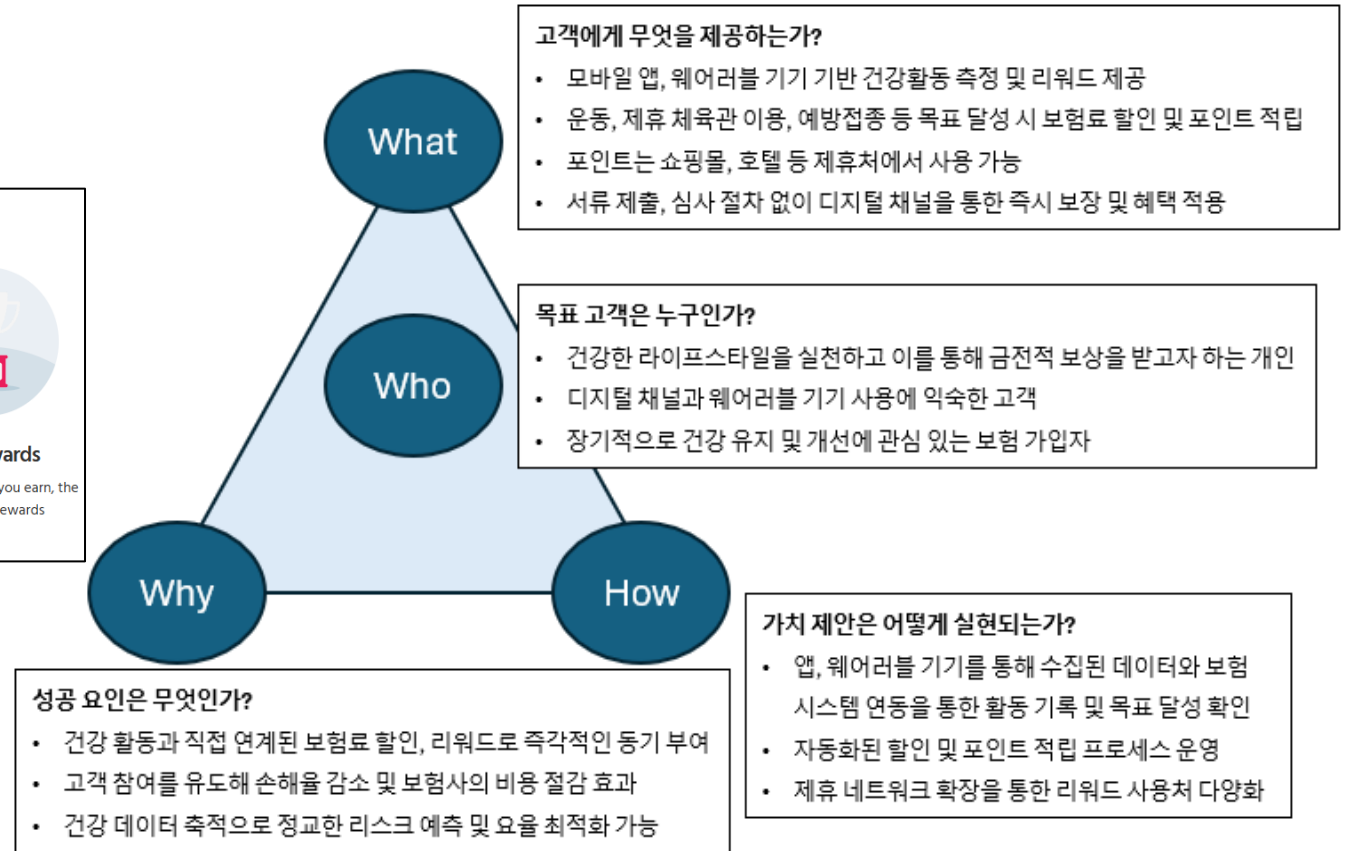 고객에게 무엇을 제공하는가?
• 모바일 앱, 웨어러블 기기 기반 건강활동 측정 및 리워드 제공
• 운동, 제휴 체육관 이용, 예방접종 등 목표 달성 시 보험료 할인 및 포인트 적립
• 포인트는 쇼핑몰, 호텔 등 제휴처에서 사용 가능
• 서류 제출, 심사 절차 없이 디지털 채널을 통한 즉시 보장 및 혜택 적용
What
목표 고객은 누구인가?
• 건강한 라이프스타일을 실천하고 이를 통해 금전적 보상을 받고자 하는 개인
• 디지털 채널과 웨어러블 기기 사용에 익숙한 고객
• 장기적으로 건강 유지 및 개선에 관심 있는 보험 가입자
Who
you earn, the
Why
How
가치 제안은 어떻게 실현되는가?
• 앱, 웨어러블 기기를 통해 수집된 데이터와 보험
시스템 연동을 통한 활동 기록 및 목표 달성 확인
• 자동화된 할인 및 포인트 적립 프로세스 운영
• 제휴 네트워크 확장을 통한 리워드 사용처 다양화
성공 요인은 무엇인가?
• 건강 활동과 직접 연계된 보험료 할인, 리워드로 즉각적인 동기 부여
• 고객 참여를 유도해 손해율 감소 및 보험사의 비용 절감 효과
• 건강 데이터 축적으로 정교한 리스크 예측 및 요율 최적화 가능